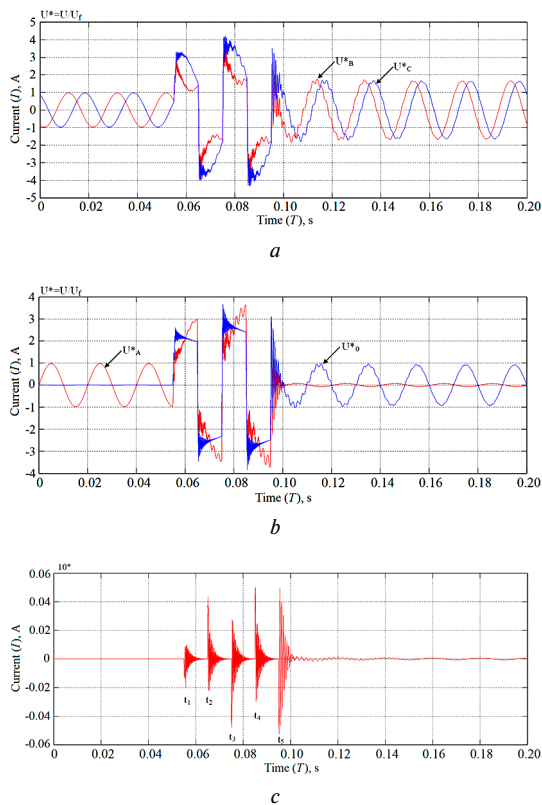 U*=U/Uf
5
4
3
2
1
0
-1
-2
-3
-4
-5
Current (I), A
U*B
U*C
0 0.02 0.04 0.06 0.08 0.10 0.12 0.14 0.16 0.18 0.20
Time (T), s
a
U*=U/Uf
4
3
2
1
0
-1
-2
-3
-4
Current (I), A
U*A
U*0
0 0.02 0.04 0.06 0.08 0.10 0.12 0.14 0.16 0.18 0.20
Time (T), s
b
0.06
0.04
0.02
0
-0.02
-0.04
-0.06
Current (I), A
t1
t2
t3
t4
t5
0 0.02 0.04 0.06 0.08 0.10 0.12 0.14 0.16 0.18 0.20
Time (T), s
c